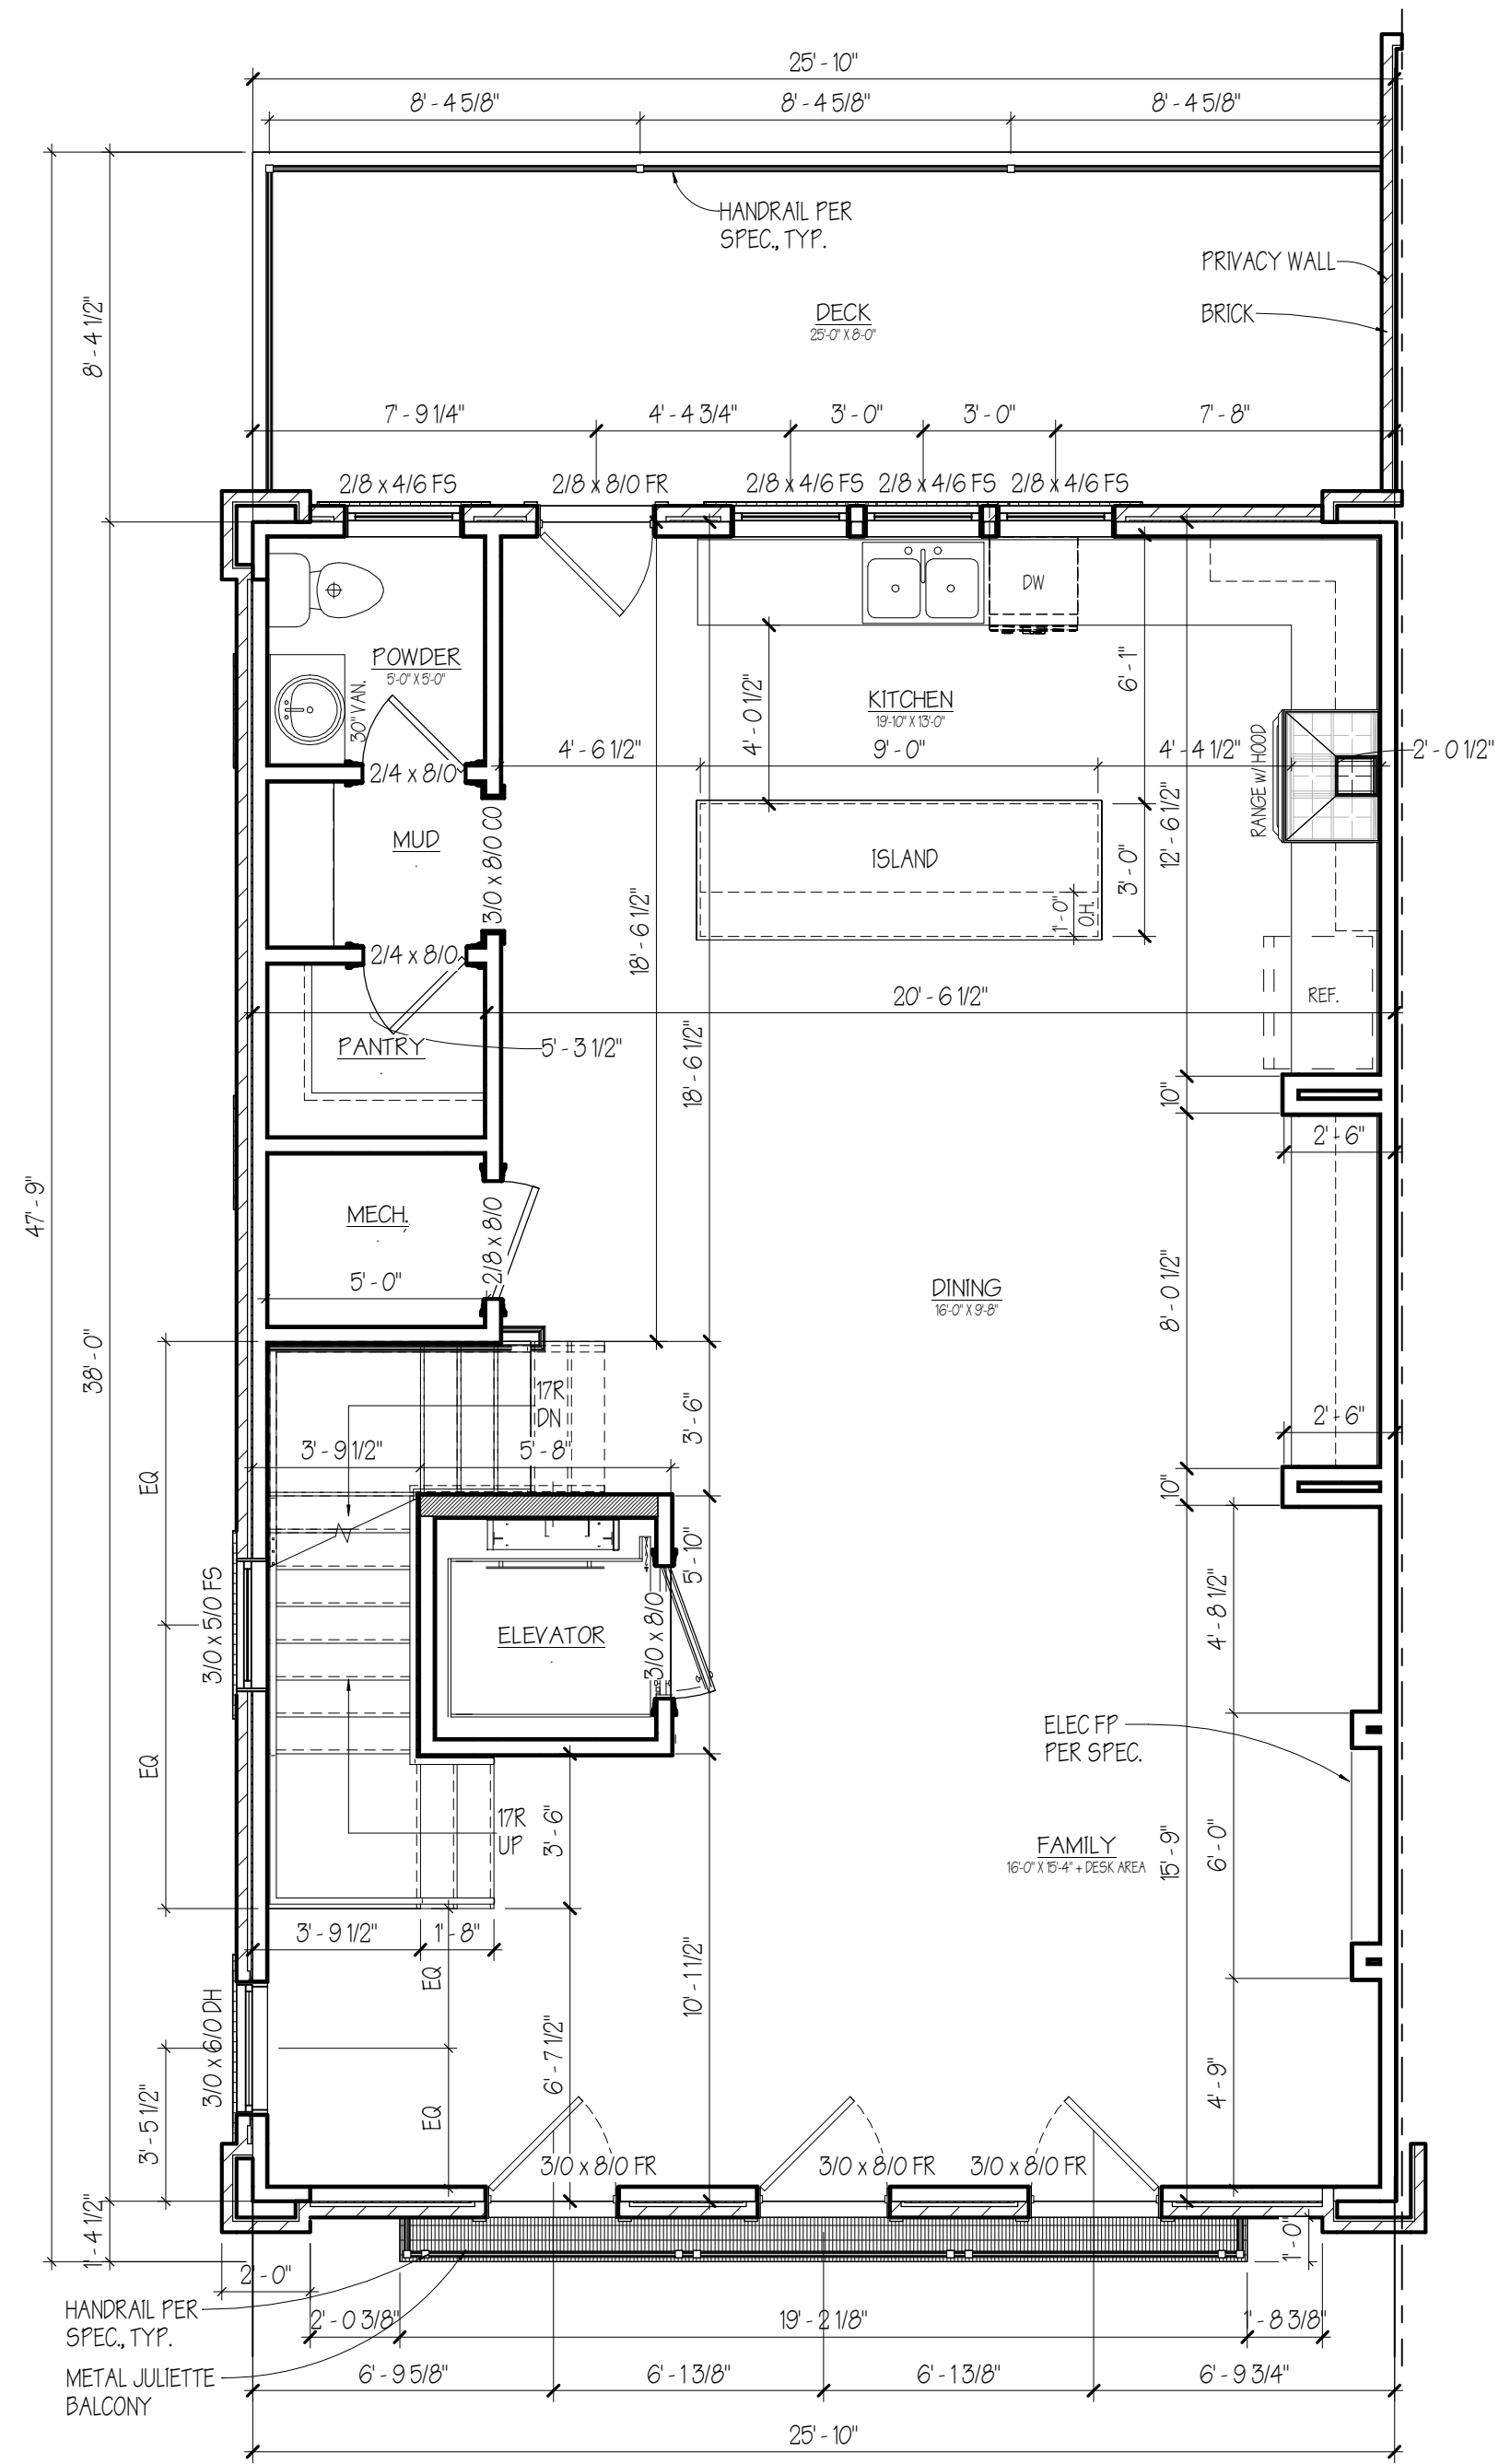 25'-10"
8'-4 5/8"
8'-4 5/8"
8'-4 5/8"
HANDRAIL PER
SPEC., TYP.
PRIVACY WALL
BRICK
DECK
25'-0" X 8'-0"
8'-4 1/2"
7'-9 1/4"
4'-4 3/4"
3'-0"
3'-0"
7'-8"
2/8 x 4/6 FS
2/8 x 8/0 FR
2/8 x 4/6 FS
2/8 x 4/6 FS
2/8 x 4/6 FS
DW
POWDER
5'-0" X 5'-0"
30" VAN.
KITCHEN
19'-10" X 13'-0"
4'-0 1/2"
6'-1"
4'-6 1/2"
9'-0"
4'-4 1/2"
2'-0 1/2"
RANGE w/ HOOD
2/4 x 8/0
MUD
3/0 x 8/0 CO
ISLAND
3'-0"
12'-6 1/2"
1'-0"
O.H.
18'-6 1/2"
2/4 x 8/0
20'-6 1/2"
REF.
PANTRY
5'-3 1/2"
18'-6 1/2"
10"
2'-6"
47'-9"
MECH.
2/8 x 8/0
5'-0"
DINING
16'-0" X 9'-8"
8'-0 1/2"
38'-0"
17R
DN
3'-6"
2'-6"
3'-9 1/2"
5'-8"
EQ
10"
5'-10"
3/0 x 5/0 FS
ELEVATOR
3/0 x 8/0
4'-8 1/2"
ELEC FP
PER SPEC.
EQ
17R
UP
3'-6"
FAMILY
16'-0" X 15'-4" + DESK AREA
15'-9"
6'-0"
3'-9 1/2"
1'-8"
EQ
10'-1 1/2"
3/0 x 6/0 DH
6'-7 1/2"
4'-9"
3'-5 1/2"
EQ
3/0 x 8/0 FR
3/0 x 8/0 FR
3/0 x 8/0 FR
1'-4 1/2"
1'-0"
2'-0"
HANDRAIL PER
SPEC., TYP.
2'-0 3/8"
19'-2 1/8"
1'-8 3/8"
METAL JULIETTE
BALCONY
6'-9 5/8"
6'-1 3/8"
6'-1 3/8"
6'-9 3/4"
25'-10"